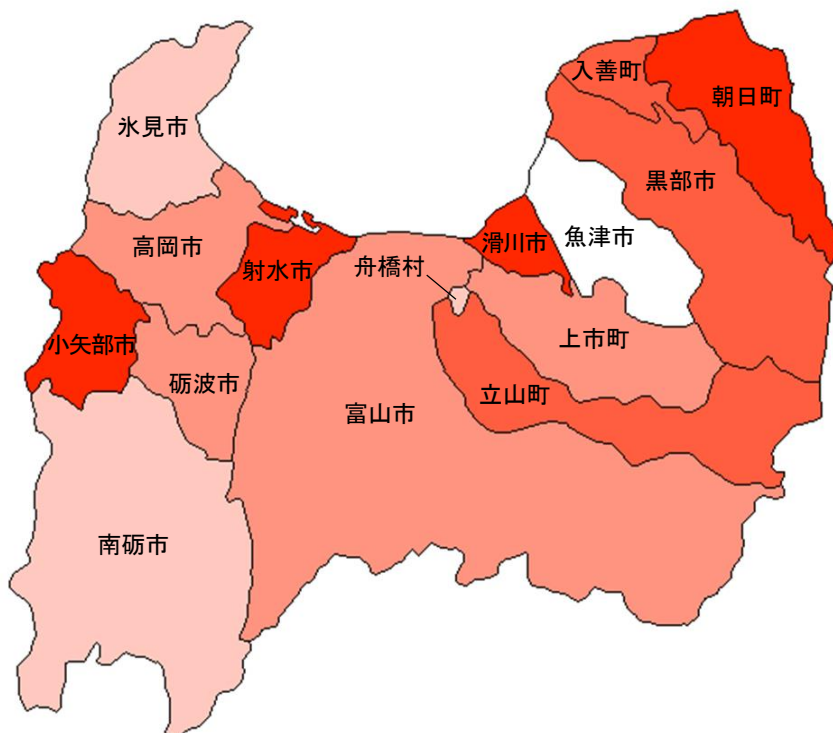 入善町
朝日町
氷見市
黒部市
魚津市
高岡市
滑川市
射水市
舟橋村
小矢部市
上市町
砺波市
立山町
富山市
南砺市